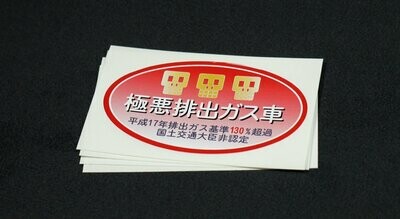 極悪排出ガス車
平成17年排出ガス基準130％超過
国土交通大臣非認定